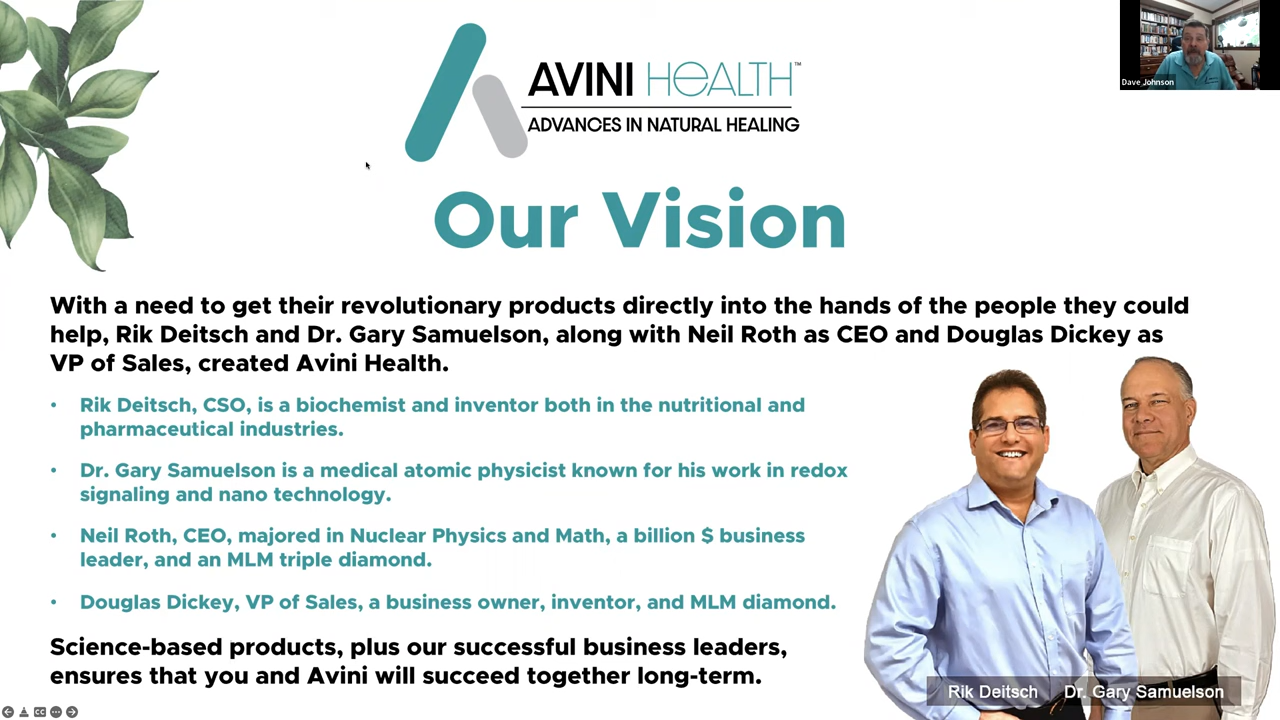 AVINI HEALTH™
ADVANCES IN NATURAL HEALING
Dave Johnson
Our Vision
With a need to get their revolutionary products directly into the hands of the people they could
help, Rik Deitsch and Dr. Gary Samuelson, along with Neil Roth as CEO and Douglas Dickey as
VP of Sales, created Avini Health.
• Rik Deitsch, CSO, is a biochemist and inventor both in the nutritional and
pharmaceutical industries.
• Dr. Gary Samuelson is a medical atomic physicist known for his work in redox
signaling and nano technology.
• Neil Roth, CEO, majored in Nuclear Physics and Math, a billion $ business
leader, and an MLM triple diamond.
• Douglas Dickey, VP of Sales, a business owner, inventor, and MLM diamond.
Science-based products, plus our successful business leaders,
ensures that you and Avini will succeed together long-term.
Rik Deitsch Dr. Gary Samuelson
CC